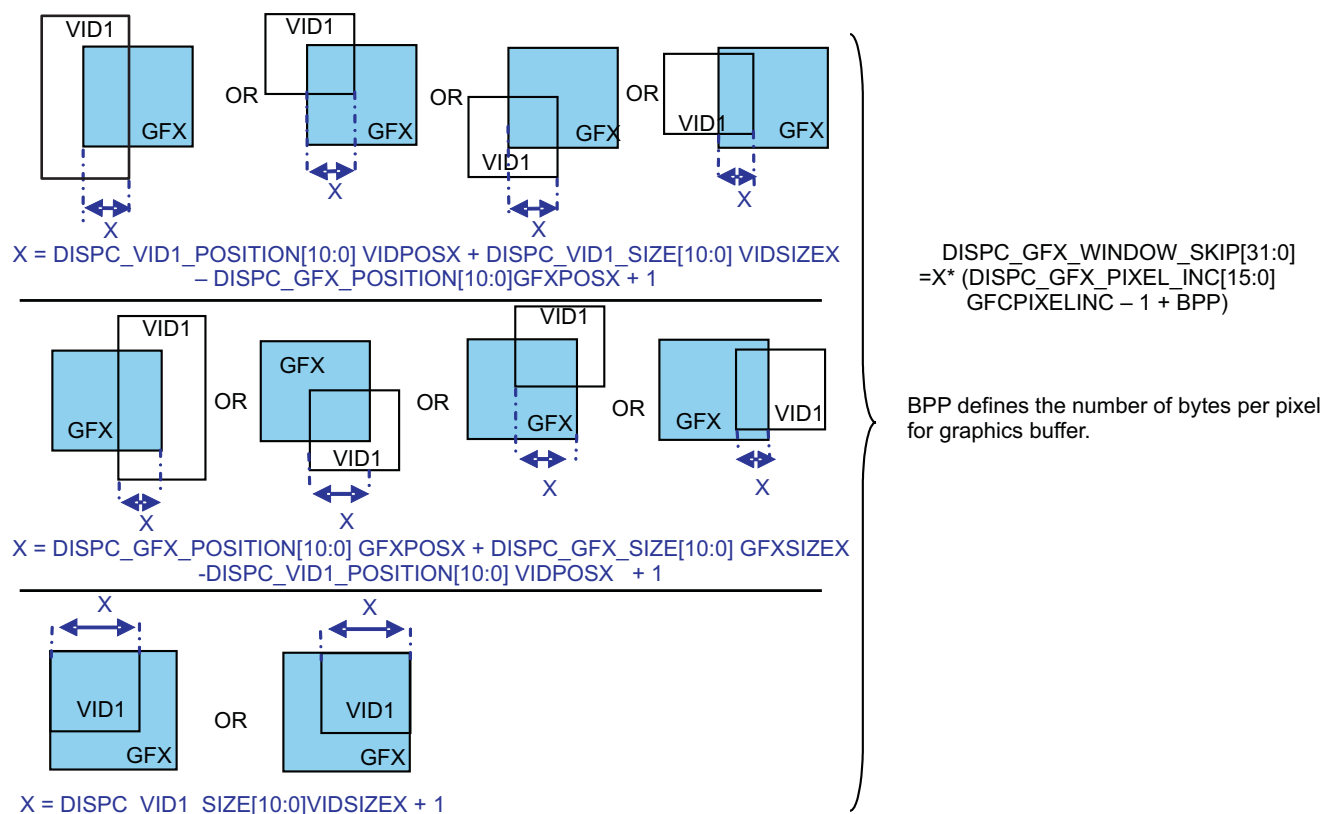 VID1
GFX
X
OR
VID1
GFX
X
OR
GFX
VID1
X
OR
VID1
GFX
X
X = DISPC_VID1_POSITION[10:0] VIDPOSX + DISPC_VID1_SIZE[10:0] VIDSIZEX
– DISPC_GFX_POSITION[10:0]GFXPOSX + 1
VID1
GFX
X
OR
GFX
VID1
X
OR
VID1
GFX
X
OR
GFX
VID1
X
X = DISPC_GFX_POSITION[10:0] GFXPOSX + DISPC_GFX_SIZE[10:0] GFXSIZEX
-DISPC_VID1_POSITION[10:0] VIDPOSX + 1
X
VID1
GFX
OR
X
VID1
GFX
X = DISPC_VID1_SIZE[10:0]VIDSIZEX + 1
DISPC_GFX_WINDOW_SKIP[31:0]
=X* (DISPC_GFX_PIXEL_INC[15:0]
GFCPIXELINC – 1 + BPP)
BPP defines the number of bytes per pixel
for graphics buffer.